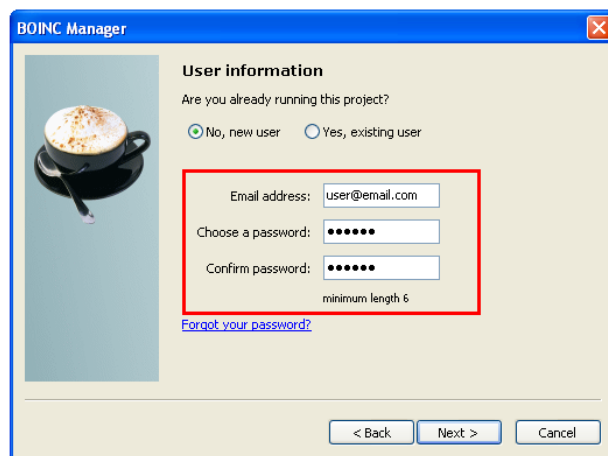 BOINC Manager
User information
Are you already running this project?
No, new user Yes, existing user
Email address: user@email.com
Choose a password: ••••••
Confirm password: ••••••
minimum length 6
Forgot your password?
< Back Next > Cancel